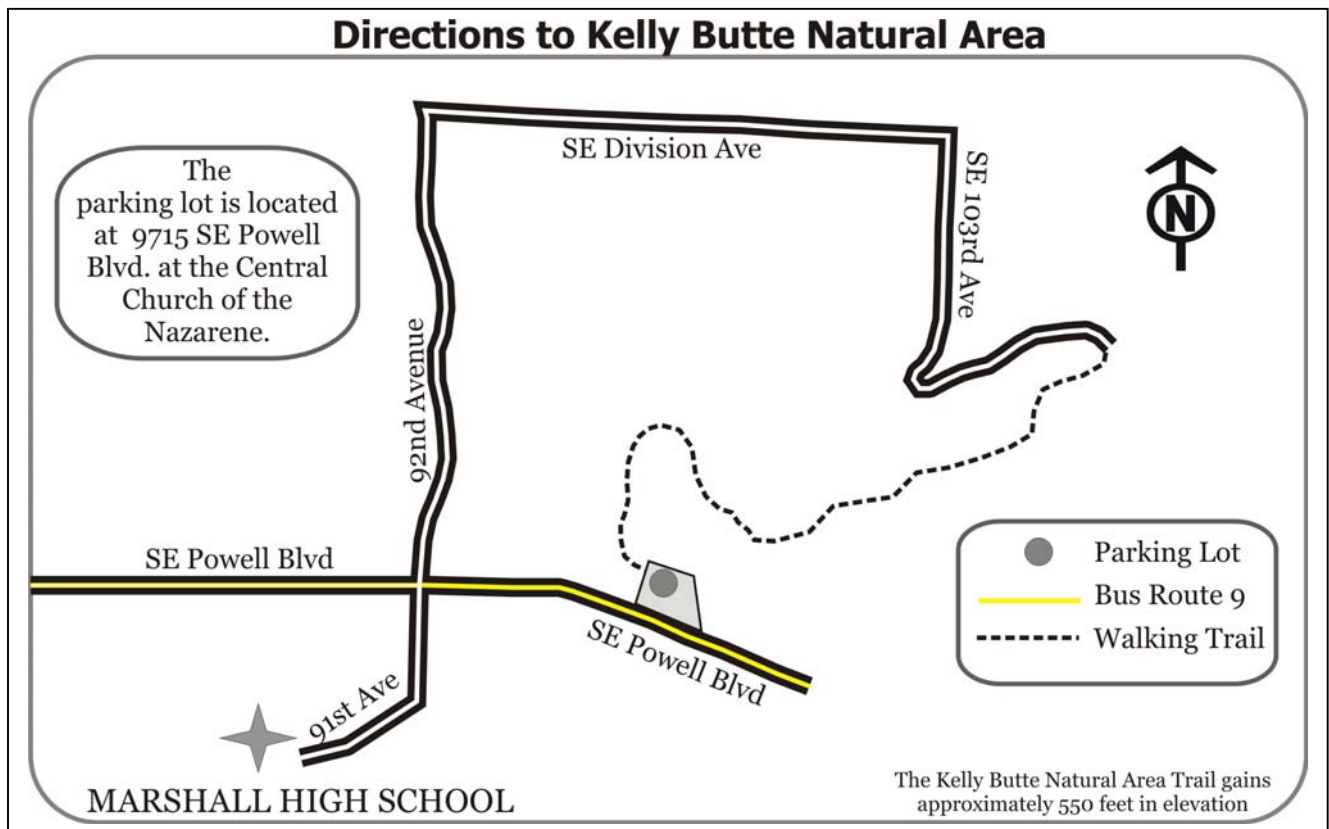 Directions to Kelly Butte Natural Area
The
parking lot is located
at 9715 SE Powell
Blvd. at the Central
Church of the
Nazarene.
SE Division Ave
SE 103rd Ave
N
92nd Avenue
SE Powell Blvd
SE Powell Blvd
91st Ave
MARSHALL HIGH SCHOOL
Parking Lot
Bus Route 9
Walking Trail
The Kelly Butte Natural Area Trail gains
approximately 550 feet in elevation